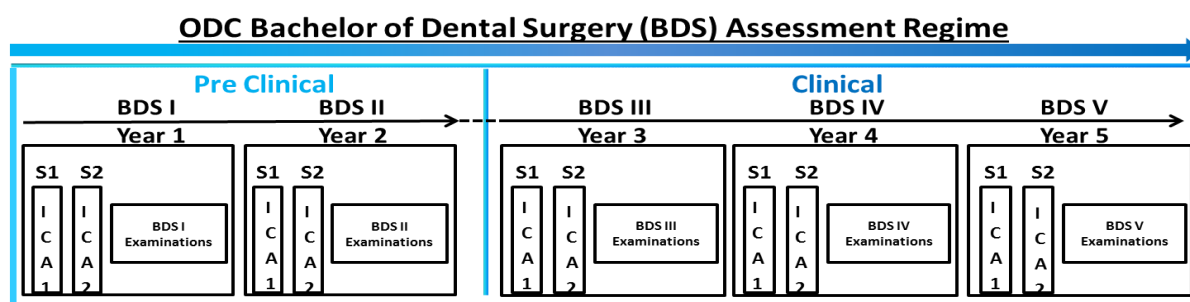 ODC Bachelor of Dental Surgery (BDS) Assessment Regime
Pre Clinical
Clinical
BDS I
BDS II
BDS III
BDS IV
BDS V
Year 1
Year 2
Year 3
Year 4
Year 5
S1 S2
ICA1
ICA2
BDS I
Examinations
S1 S2
ICA1
ICA2
BDS II
Examinations
S1 S2
ICA1
ICA2
BDS III
Examinations
S1 S2
ICA1
ICA2
BDS IV
Examinations
S1 S2
ICA1
ICA2
BDS V
Examinations